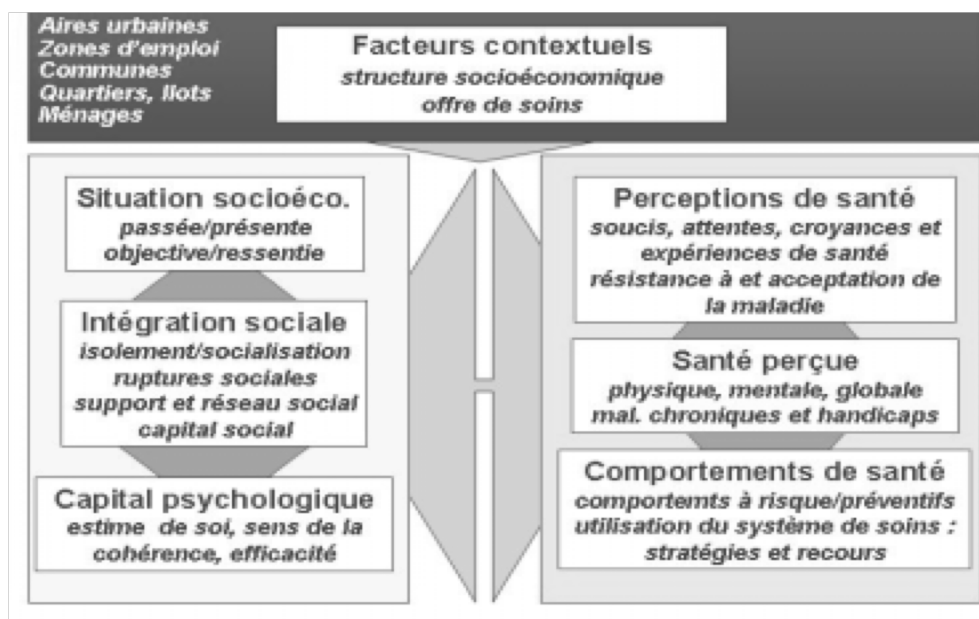 Aires urbaines
Zones d'emploi
Communes
Quartiers, Ilots
Ménages
Facteurs contextuels
structure socioéconomique
offre de soins
Situation socioéco.
passée/présente
objective/ressentie
Intégration sociale
isolement/socialisation
ruptures sociales
support et réseau social
capital social
Capital psychologique
estime de soi, sens de la
cohérence, efficacité
Perceptions de santé
soucis, attentes, croyances et
expériences de santé
résistance à et acceptation de
la maladie
Santé perçue
physique, mentale, globale
mal. chroniques et handicaps
Comportements de santé
comportemts à risque/préventifs
utilisation du système de soins :
stratégies et recours